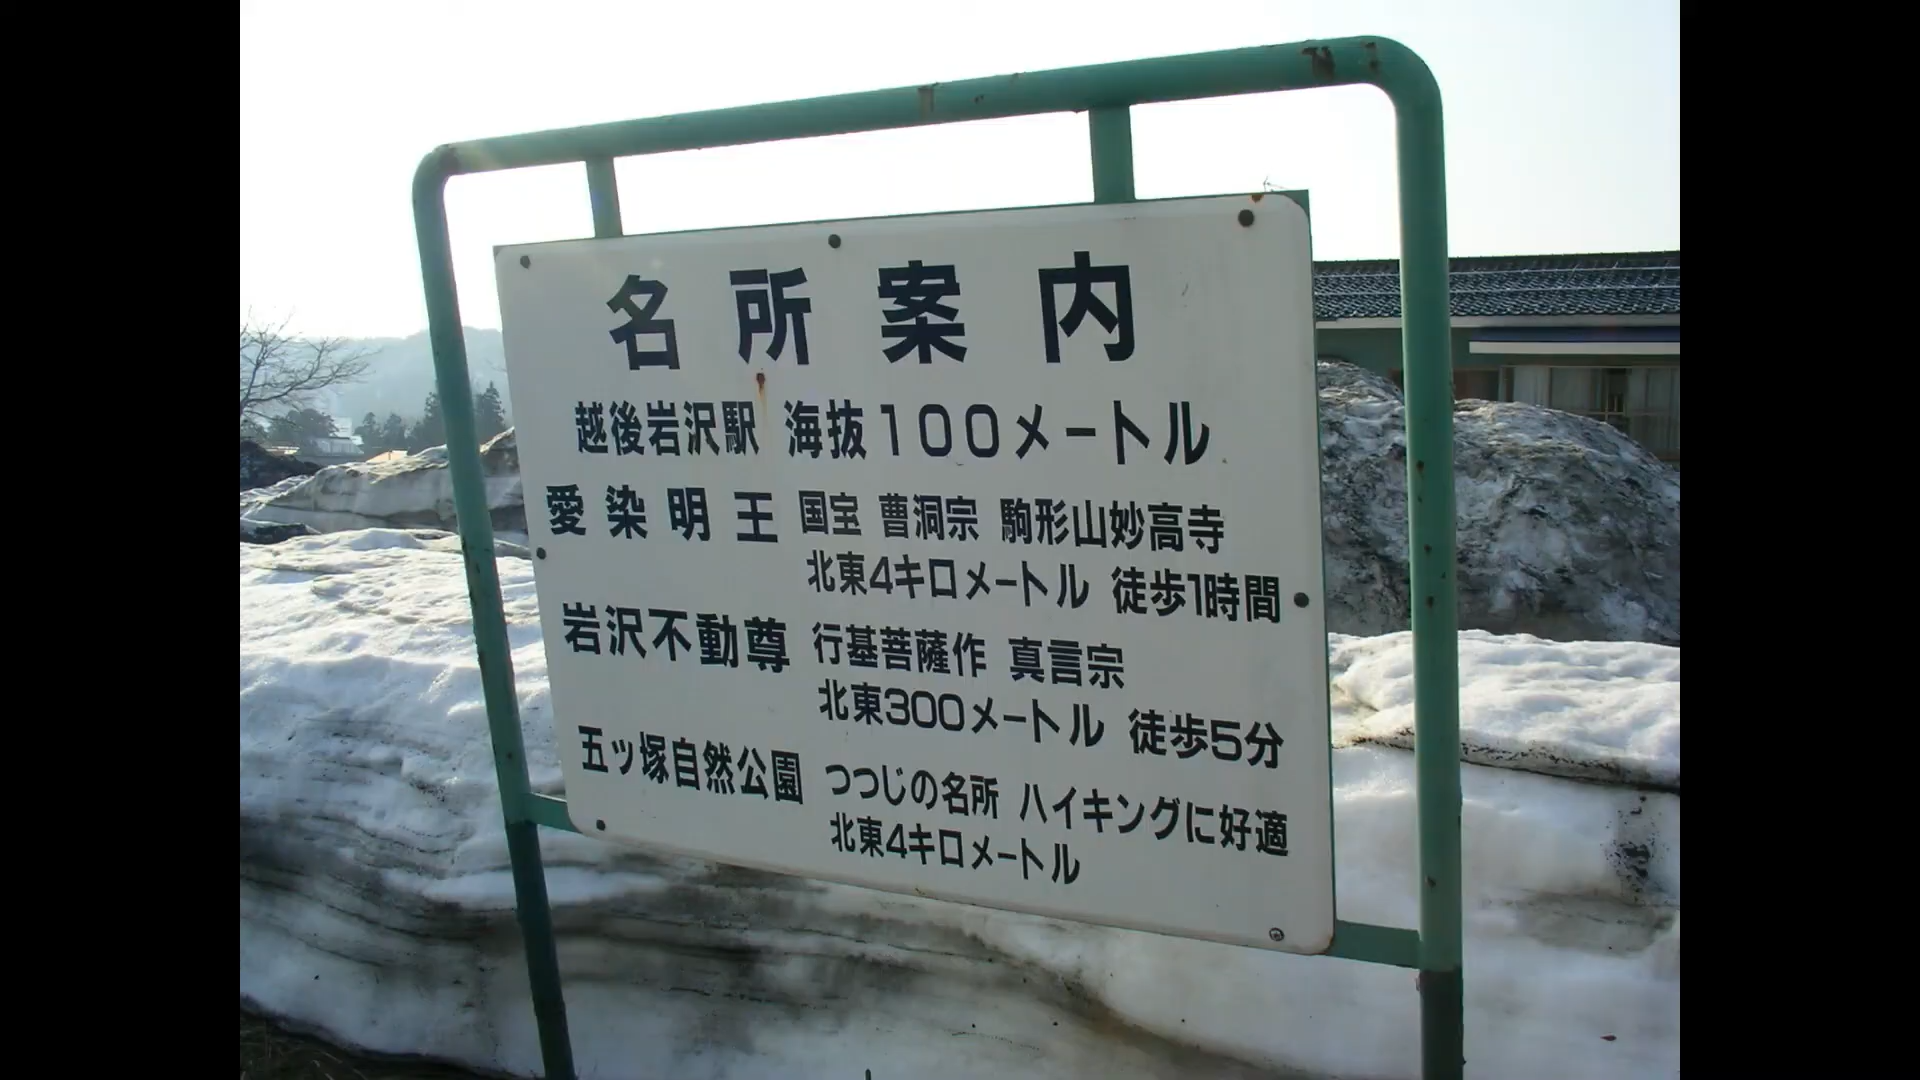 名所案内
越後岩沢駅 海抜100メートル
愛染明王 国宝 曹洞宗 駒形山妙高寺
北東4キロメートル 徒歩1時間
岩沢不動尊 行基菩薩作 真言宗
北東300メートル 徒歩5分
五ッ塚自然公園 つつじの名所 ハイキングに好適
北東4キロメートル